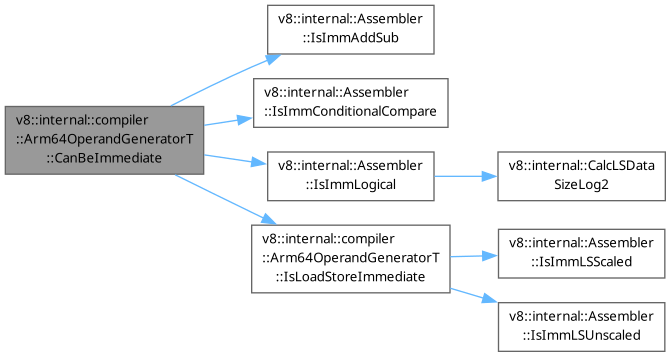 v8::internal::Assembler
::IsImmAddSub
v8::internal::Assembler
::IsImmConditionalCompare
v8::internal::compiler
::Arm64OperandGeneratorT
::CanBeImmediate
v8::internal::Assembler
::IsImmLogical
v8::internal::CalcLSData
SizeLog2
v8::internal::compiler
::Arm64OperandGeneratorT
::IsLoadStoreImmediate
v8::internal::Assembler
::IsImmLSScaled
v8::internal::Assembler
::IsImmLSUnscaled